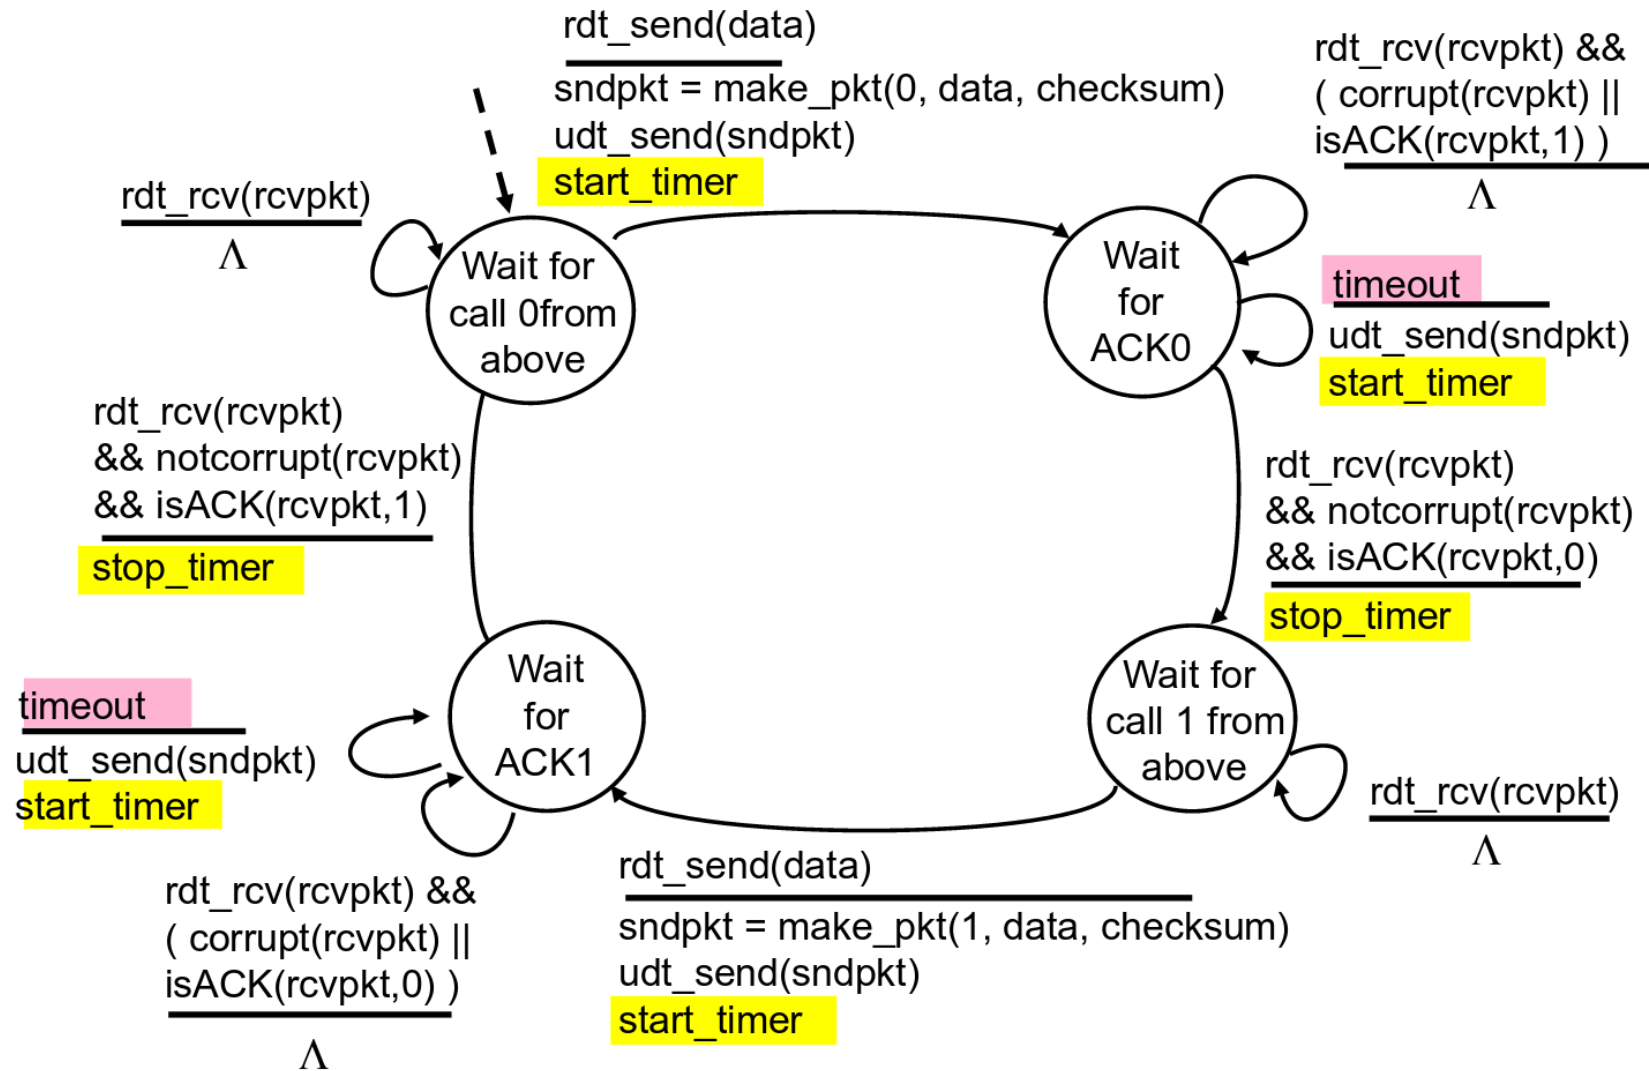 rdt_send(data)
sndpkt = make_pkt(0, data, checksum)
udt_send(sndpkt)
start_timer
rdt_rcv(rcvpkt) &&
( corrupt(rcvpkt) ||
isACK(rcvpkt,1) )
Λ
rdt_rcv(rcvpkt)
Λ
Wait for
call 0from
above
Wait
for
ACK0
timeout
udt_send(sndpkt)
start_timer
rdt_rcv(rcvpkt)
&& notcorrupt(rcvpkt)
&& isACK(rcvpkt,1)
stop_timer
rdt_rcv(rcvpkt)
&& notcorrupt(rcvpkt)
&& isACK(rcvpkt,0)
stop_timer
Wait
for
ACK1
Wait for
call 1 from
above
timeout
udt_send(sndpkt)
start_timer
rdt_rcv(rcvpkt)
Λ
rdt_rcv(rcvpkt) &&
( corrupt(rcvpkt) ||
isACK(rcvpkt,0) )
Λ
rdt_send(data)
sndpkt = make_pkt(1, data, checksum)
udt_send(sndpkt)
start_timer